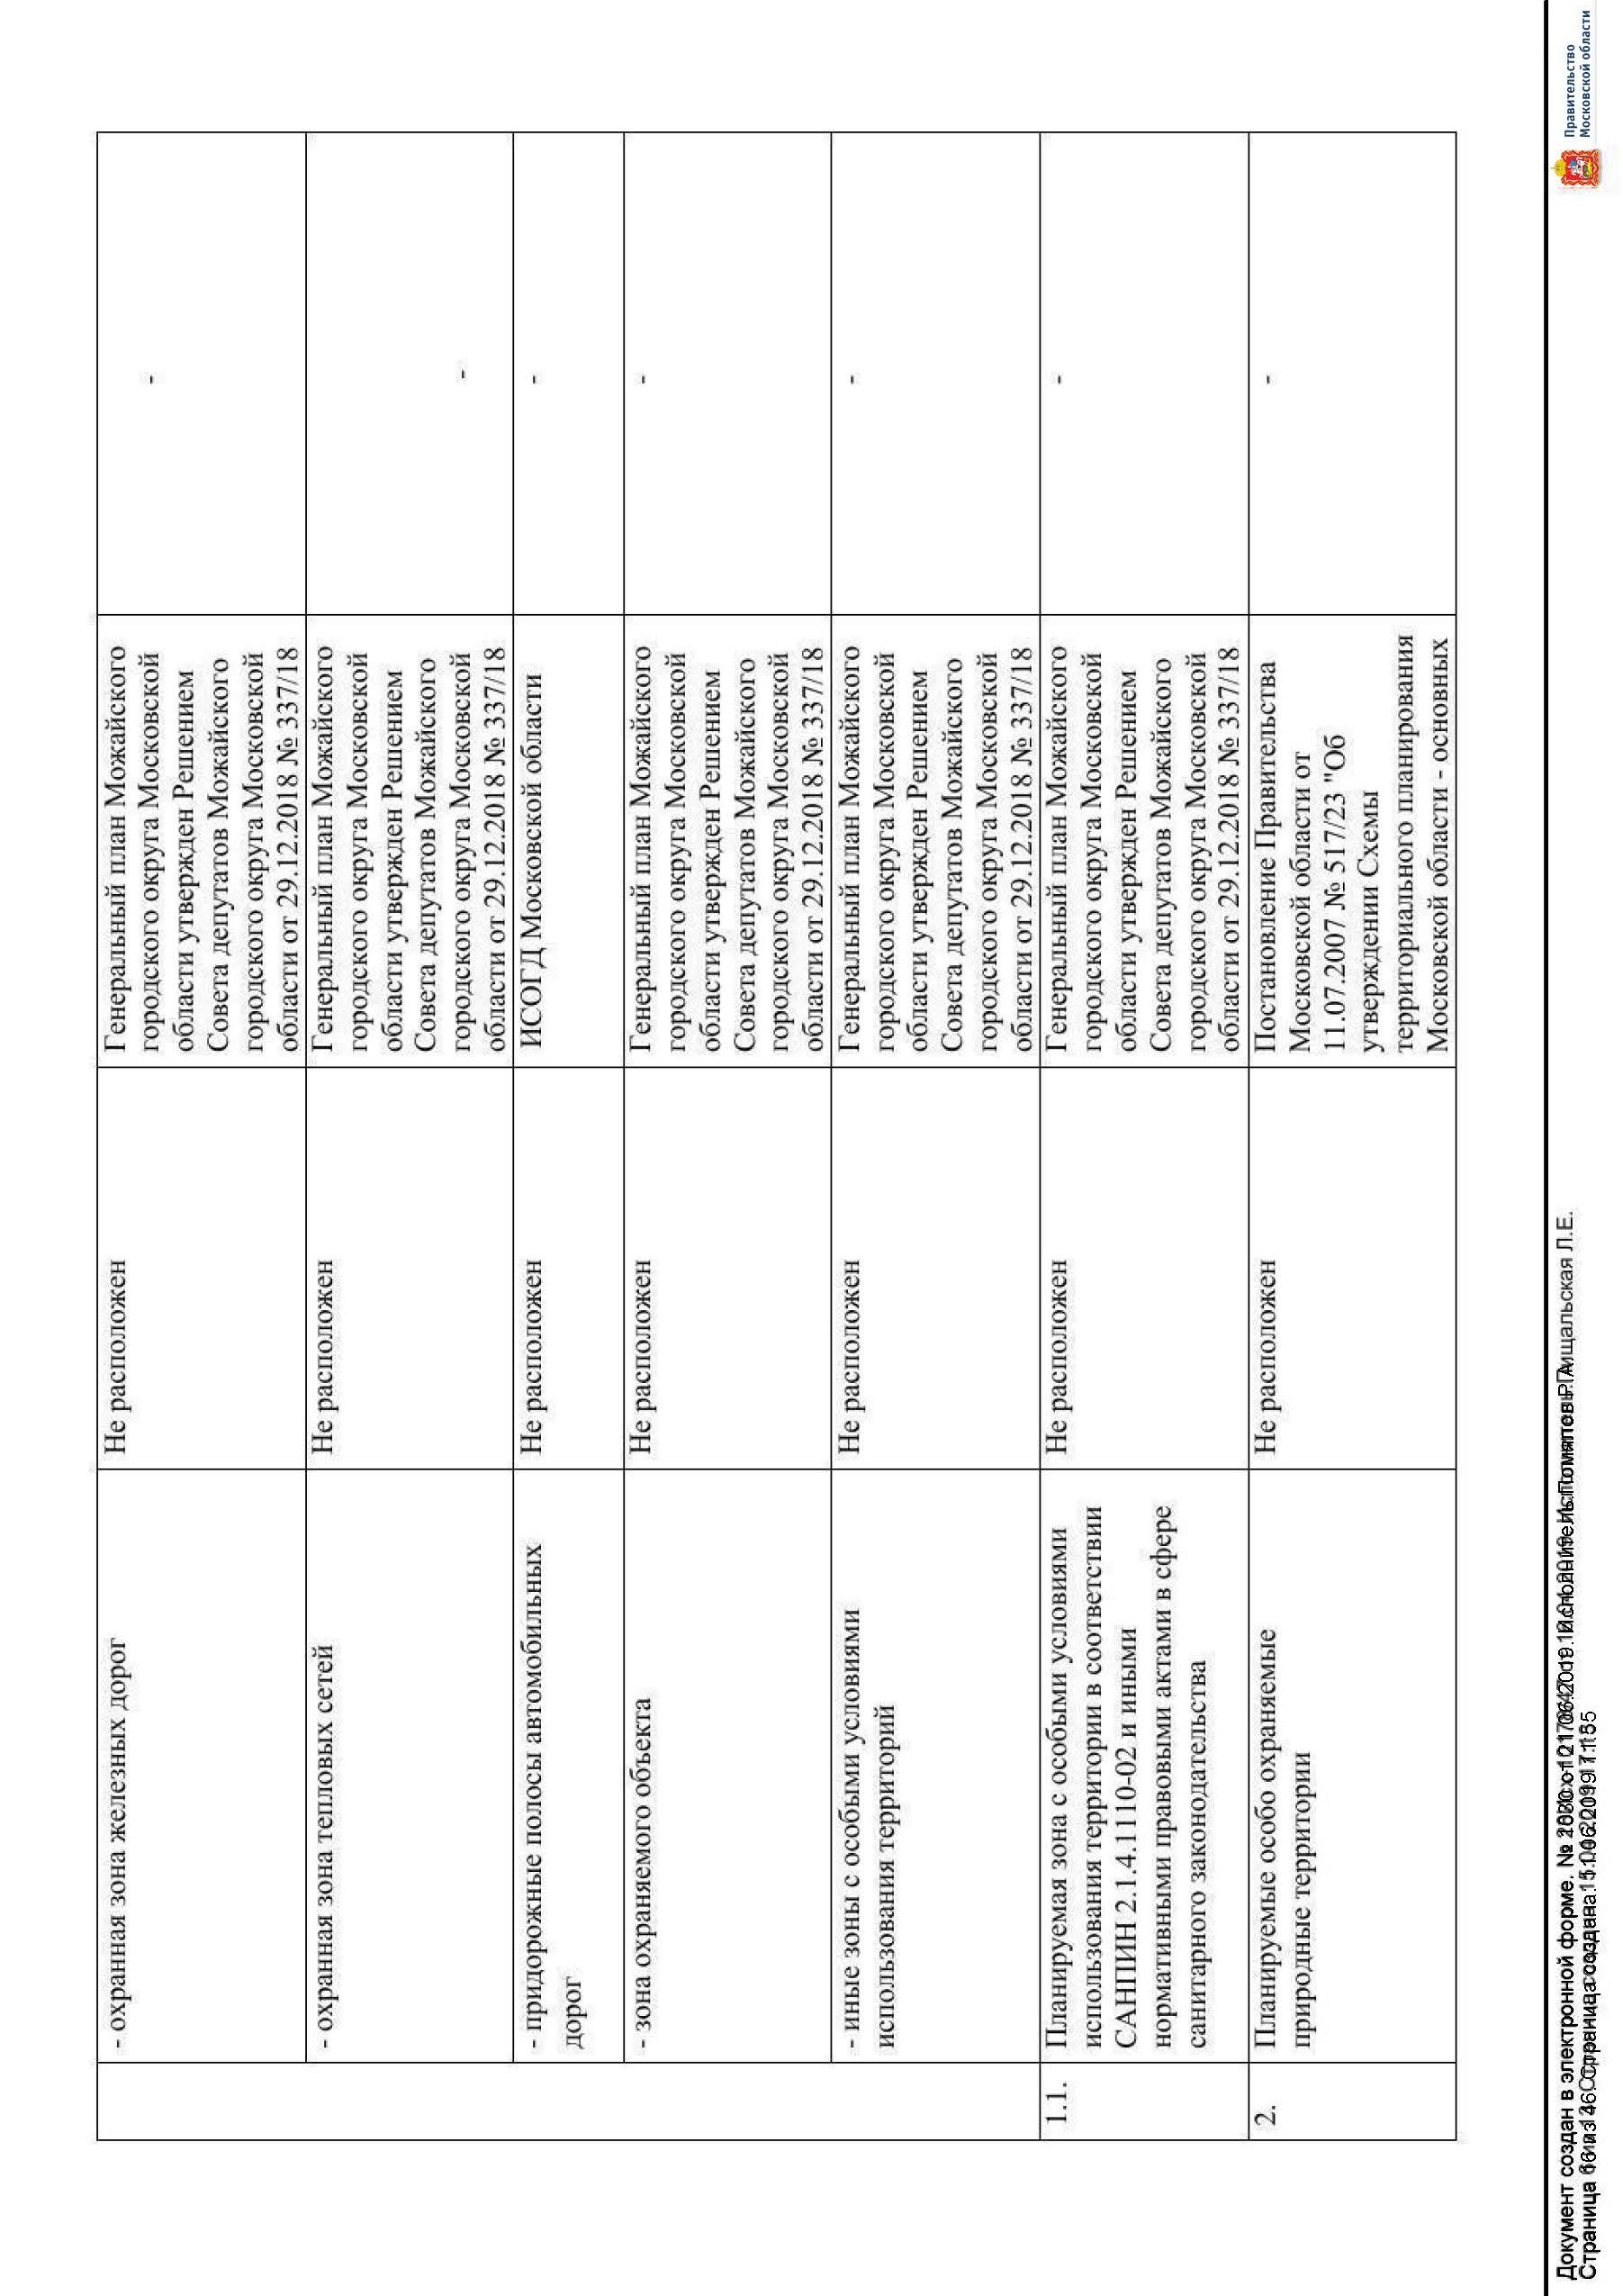 - охранная зона железных дорог
Не расположен
Генеральный план Можайского
городского округа Московской
области утвержден Решением
Совета депутатов Можайского
городского округа Московской
области от 29.12.2018 № 337/18
-
- охранная зона тепловых сетей
Не расположен
Генеральный план Можайского
городского округа Московской
области утвержден Решением
Совета депутатов Можайского
городского округа Московской
области от 29.12.2018 № 337/18
-
- придорожные полосы автомобильных
дорог
Не расположен
ИСОГД Московской области
-
- зона охраняемого объекта
Не расположен
Генеральный план Можайского
городского округа Московской
области утвержден Решением
Совета депутатов Можайского
городского округа Московской
области от 29.12.2018 № 337/18
-
- иные зоны с особыми условиями
использования территорий
Не расположен
Генеральный план Можайского
городского округа Московской
области утвержден Решением
Совета депутатов Можайского
городского округа Московской
области от 29.12.2018 № 337/18
-
1.1.
Планируемая зона с особыми условиями
использования территории в соответствии
САНПИН 2.1.4.1110-02 и иными
нормативными правовыми актами в сфере
санитарного законодательства
Не расположен
Генеральный план Можайского
городского округа Московской
области утвержден Решением
Совета депутатов Можайского
городского округа Московской
области от 29.12.2018 № 337/18
-
2.
Планируемые особо охраняемые
природные территории
Не расположен
Постановление Правительства
Московской области от
11.07.2007 № 517/23 "Об
утверждении Схемы
территориального планирования
Московской области - основных
-
Документ создан в электронной форме. № Исполнитель Пищальская Л.Е.
Страница Страница создана:
Правительство
Московской области